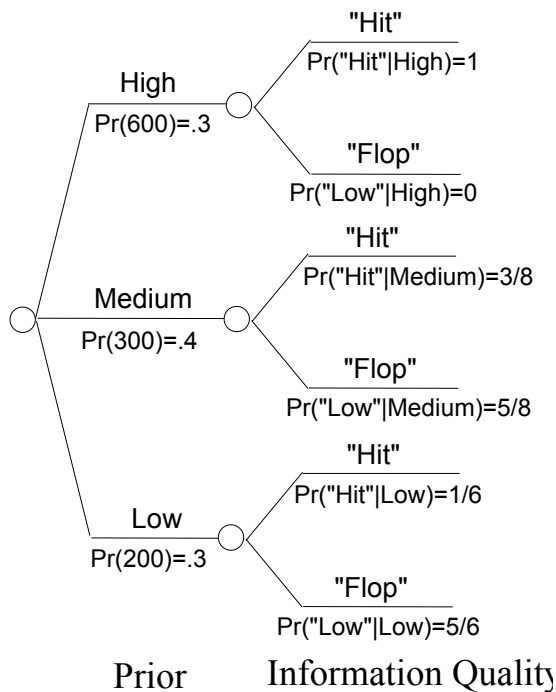 "Hit"
Pr("Hit"|High)=1
High
Pr(600)=.3
"Flop"
Pr("Low"|High)=0
"Hit"
Pr("Hit"|Medium)=3/8
Medium
Pr(300)=.4
"Flop"
Pr("Low"|Medium)=5/8
"Hit"
Pr("Hit"|Low)=1/6
Low
Pr(200)=.3
"Flop"
Pr("Low"|Low)=5/6
Prior
Information Quality